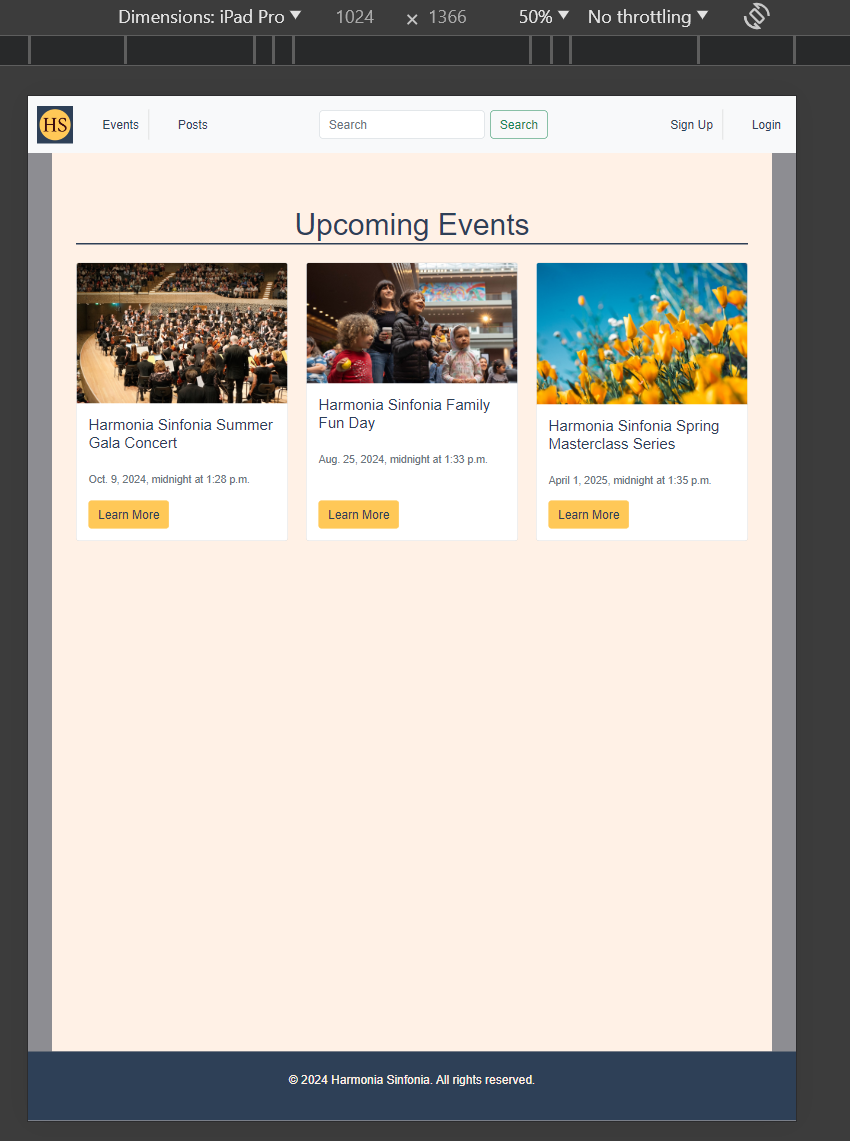 Dimensions: iPad Pro ▼ 1024 × 1366 50% ▼ No throttling ▼
HS Events Posts Search Search Sign Up Login
Upcoming Events
Harmonia Sinfonia Summer
Gala Concert
Oct. 9, 2024, midnight at 1:28 p.m.
Learn More
Harmonia Sinfonia Family
Fun Day
Aug. 25, 2024, midnight at 1:33 p.m.
Learn More
Harmonia Sinfonia Spring
Masterclass Series
April 1, 2025, midnight at 1:35 p.m.
Learn More
© 2024 Harmonia Sinfonia. All rights reserved.